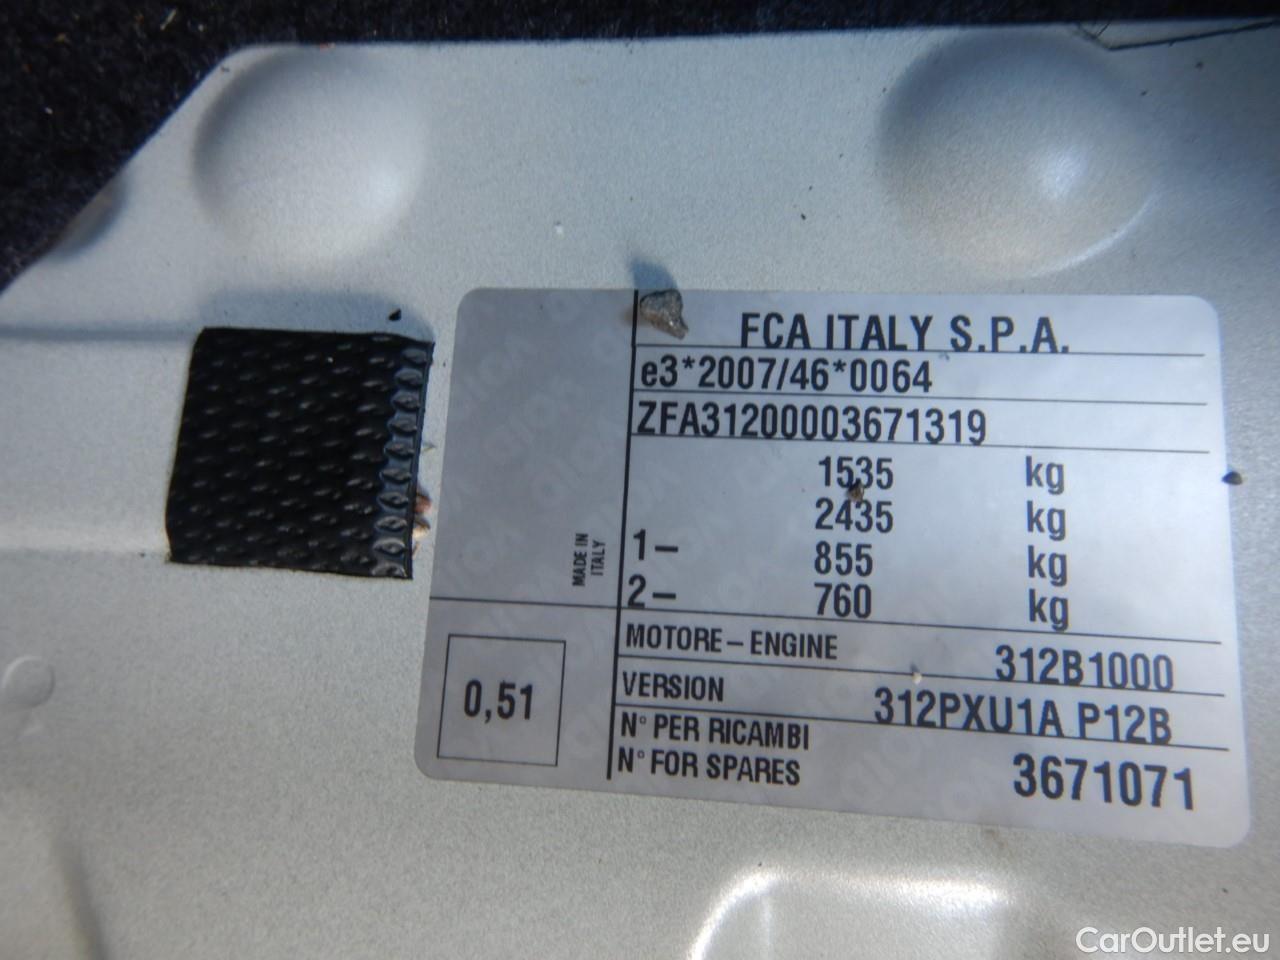 FCA ITALY S.P.A.
e3*2007/46*0064
ZFA31200003671319
1535 kg
2435 kg
1- 855 kg
2- 760 kg
MADE IN
ITALY
MOTORE - ENGINE 312B1000
VERSION 312PXU1A P12B
N° PER RICAMBI
N° FOR SPARES 3671071
0,51
CarOutlet.eu